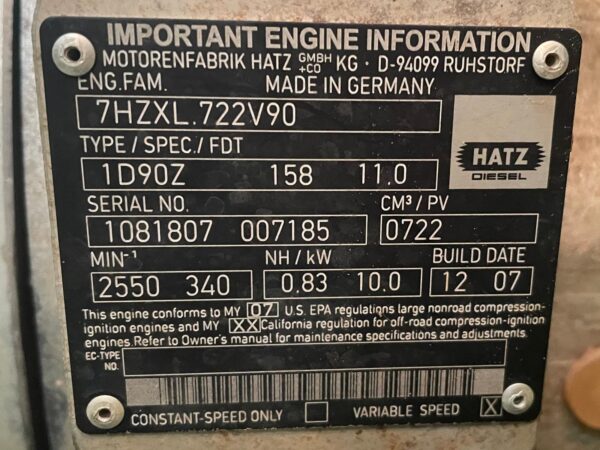 IMPORTANT ENGINE INFORMATION
MOTORENFABRIK HATZ GMBH +CO KG · D-94099 RUHSTORF
ENG.FAM. MADE IN GERMANY
7HZXL.722V90
TYPE / SPEC./ FDT
1D90Z 158 11.0
HATZ
DIESEL
SERIAL NO. CM³ / PV
1081807 007185 0722
MIN⁻¹ NH / kW BUILD DATE
2550 340 0.83 10.0 12 07
This engine conforms to MY 07 U.S. EPA regulations large nonroad compression-
ignition engines and MY XX California regulation for off-road compression-ignition
engines. Refer to Owner's manual for maintenance specifications and adjustments.
EC-TYPE
NO.
CONSTANT-SPEED ONLY VARIABLE SPEED X